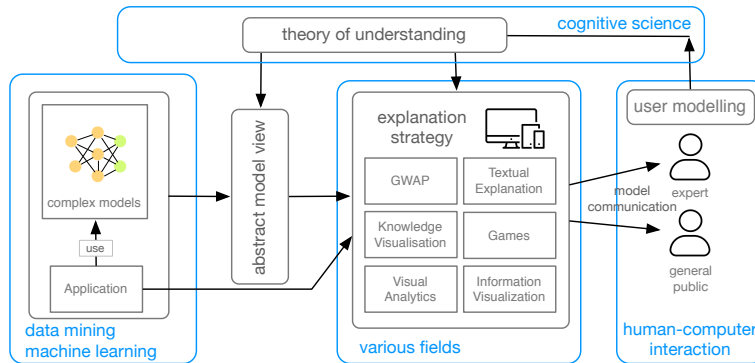 cognitive science
theory of understanding
complex models
use
Application
data mining
machine learning
abstract model view
explanation
strategy
GWAP
Textual
Explanation
Knowledge
Visualisation
Games
Visual
Analytics
Information
Visualization
various fields
model
communication
user modelling
expert
general
public
human-computer
interaction